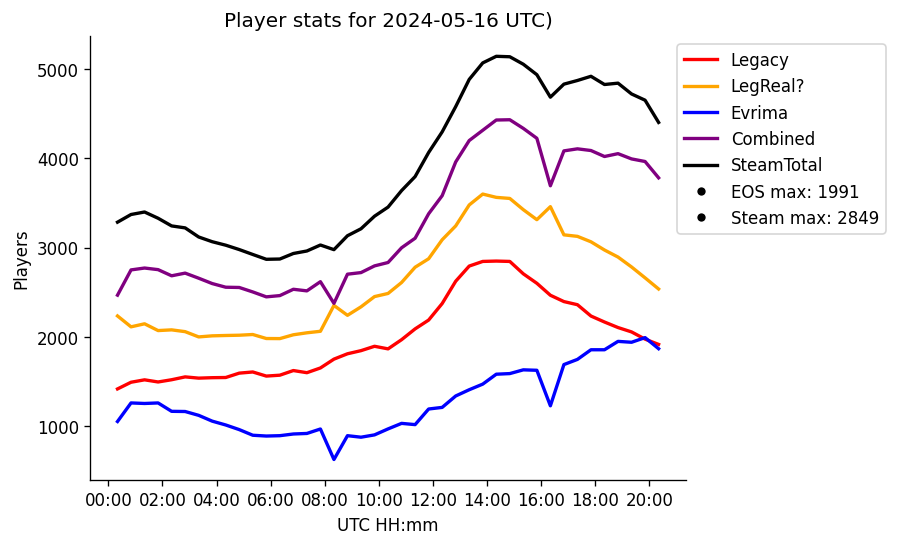 Player stats for 2024-05-16 UTC)
Legacy
LegReal?
Evrima
Combined
SteamTotal
EOS max: 1991
Steam max: 2849
Players
5000
4000
3000
2000
1000
00:00 02:00 04:00 06:00 08:00 10:00 12:00 14:00 16:00 18:00 20:00
UTC HH:mm